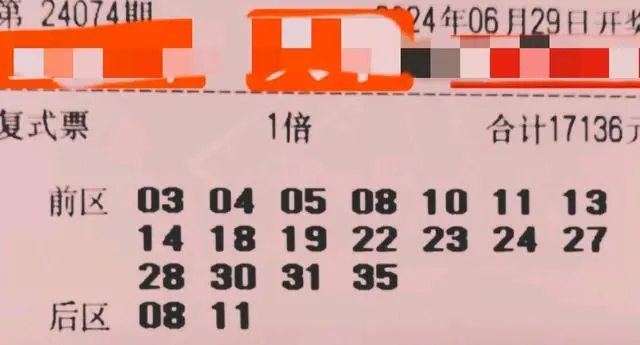 第 24074期
2024年06月29日开奖
复式票 1倍 合计17136元
前区 03 04 05 08 10 11 13
14 18 19 22 23 24 27
28 30 31 35
后区 08 11